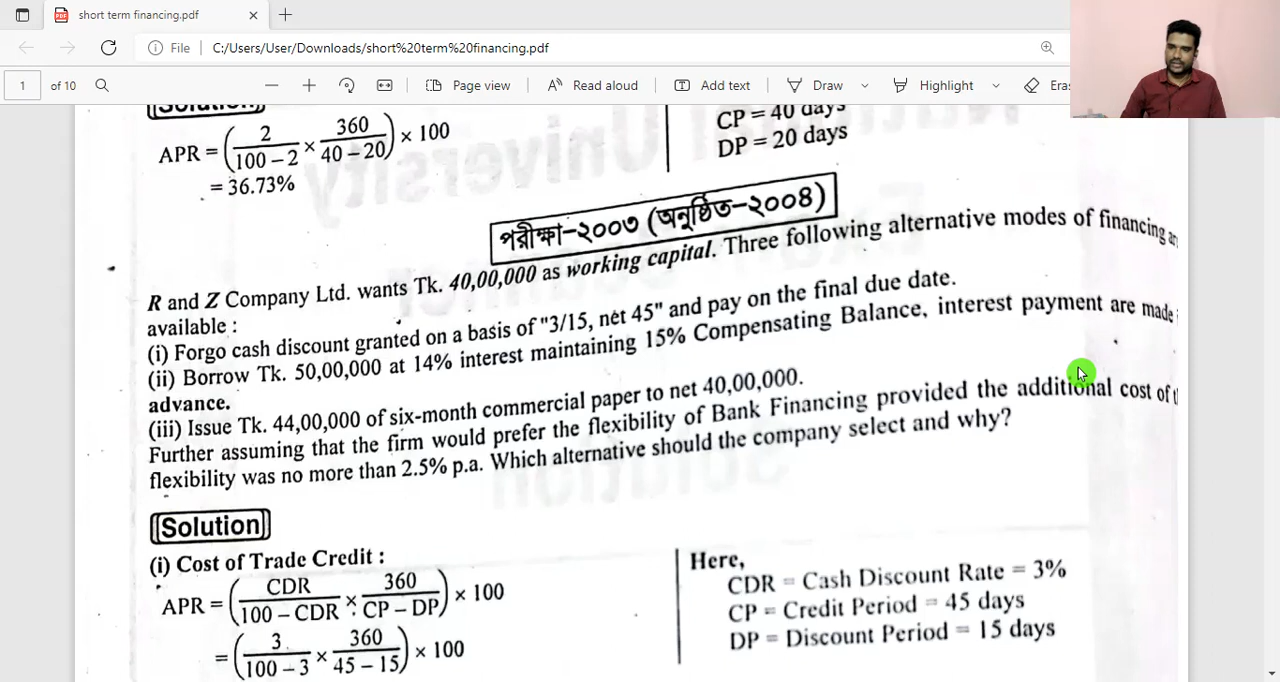 short term financing.pdf
File
C:/Users/User/Downloads/short%20term%20financing.pdf
1 of 10
Page view
Read aloud
Add text
Draw
Highlight
Solution
APR = (2/100 – 2 × 360/40 – 20) × 100
= 36.73%
CP = 40 days
DP = 20 days
পরীক্ষা-২০০৩ (অনুষ্ঠিত-২০০৪)
R and Z Company Ltd. wants Tk. 40,00,000 as working capital. Three following alternative modes of financing
available :
(i) Forgo cash discount granted on a basis of "3/15, net 45" and pay on the final due date.
(ii) Borrow Tk. 50,00,000 at 14% interest maintaining 15% Compensating Balance, interest payment are made
advance.
(iii) Issue Tk. 44,00,000 of six-month commercial paper to net 40,00,000.
Further assuming that the firm would prefer the flexibility of Bank Financing provided the additional cost of
flexibility was no more than 2.5% p.a. Which alternative should the company select and why?
Solution
(i) Cost of Trade Credit :
APR = (CDR/100 – CDR × 360/CP – DP) × 100
= (3/100 – 3 × 360/45 – 15) × 100
Here,
CDR = Cash Discount Rate = 3%
CP = Credit Period = 45 days
DP = Discount Period = 15 days